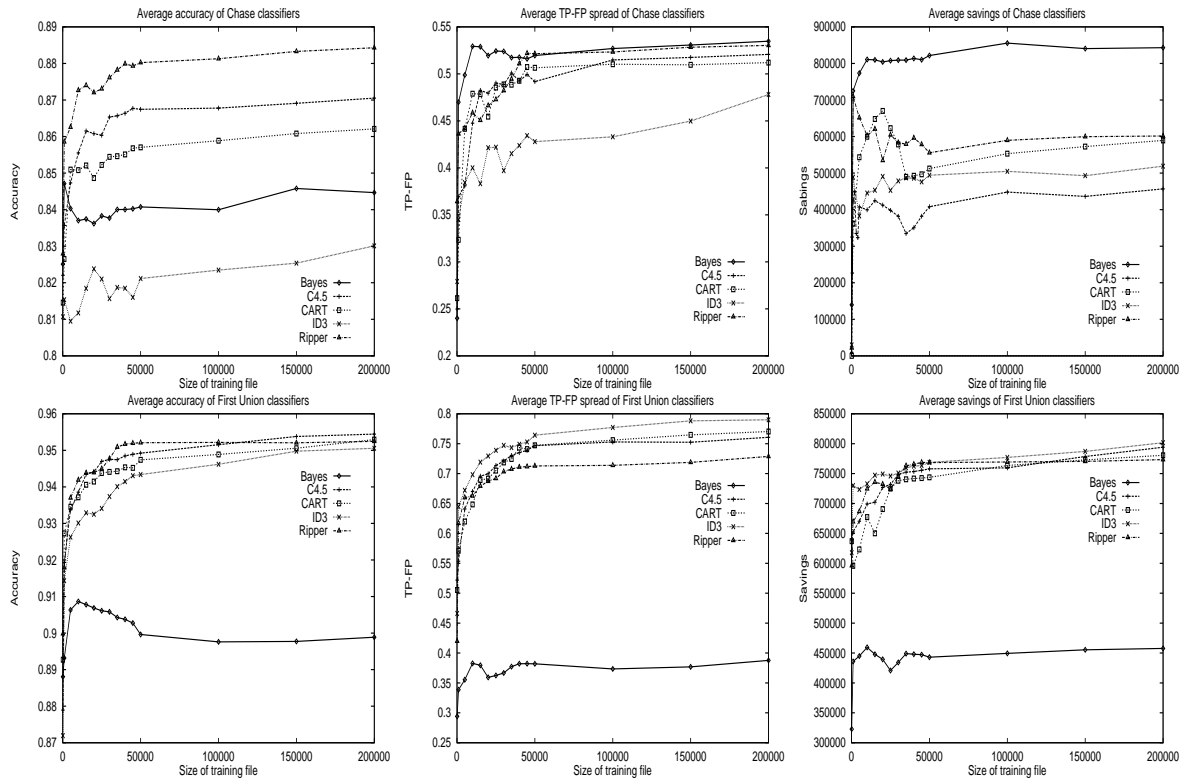 Average accuracy of Chase classifiers
0.89
0.88
0.87
0.86
0.85
0.84
0.83
0.82
0.81
0.8
Accuracy
Bayes
C4.5
CART
ID3
Ripper
0 50000 100000 150000 200000
Size of training file
Average TP-FP spread of Chase classifiers
0.55
0.5
0.45
0.4
0.35
0.3
0.25
0.2
TP-FP
Bayes
C4.5
CART
ID3
Ripper
0 50000 100000 150000 200000
Size of training file
Average savings of Chase classifiers
900000
800000
700000
600000
500000
400000
300000
200000
100000
0
Sabings
Bayes
C4.5
CART
ID3
Ripper
0 50000 100000 150000 200000
Size of training file
Average accuracy of First Union classifiers
0.96
0.95
0.94
0.93
0.92
0.91
0.9
0.89
0.88
0.87
Accuracy
Bayes
C4.5
CART
ID3
Ripper
0 50000 100000 150000 200000
Size of training file
Average TP-FP spread of First Union classifiers
0.8
0.75
0.7
0.65
0.6
0.55
0.5
0.45
0.4
0.35
0.3
0.25
TP-FP
Bayes
C4.5
CART
ID3
Ripper
0 50000 100000 150000 200000
Size of training file
Average savings of First Union classifiers
850000
800000
750000
700000
650000
600000
550000
500000
450000
400000
350000
300000
Savings
Bayes
C4.5
CART
ID3
Ripper
0 50000 100000 150000 200000
Size of training file